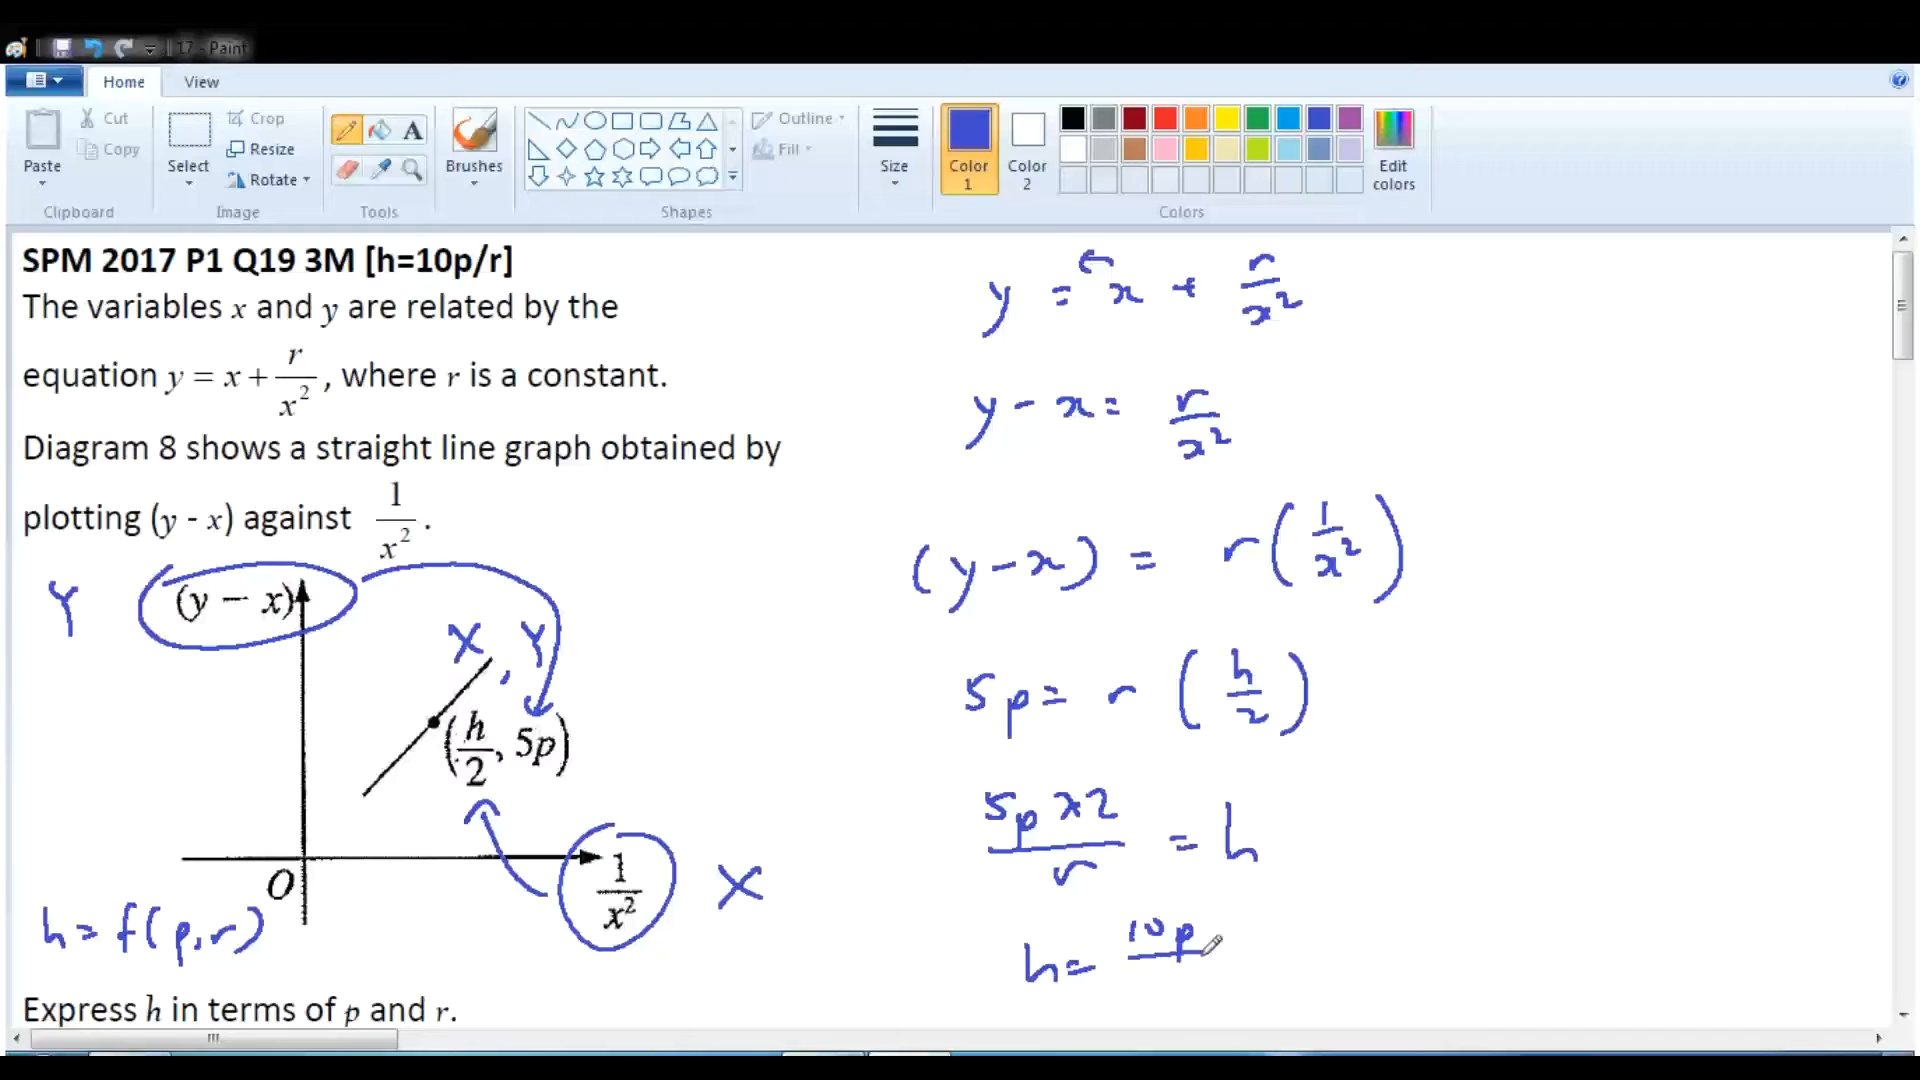 17 - Paint
Home View
Paste Cut Copy
Clipboard
Select Crop Resize Rotate
Image
A
Tools
Brushes
Shapes
Outline
Fill
Size
Color 1
Color 2
Edit colors
Colors
SPM 2017 P1 Q19 3M [h=10p/r]
The variables x and y are related by the
equation y = x + r/x², where r is a constant.
Diagram 8 shows a straight line graph obtained by
plotting (y - x) against 1/x².
Y
(y − x)
X, Y
(h/2, 5p)
O
1/x²
X
h = f(p,r)
Express h in terms of p and r.
y = x + r/x²
y - x = r/x²
(y-x) = r(1/x²)
5p = r (h/2)
5p x2 / r = h
h = 10p